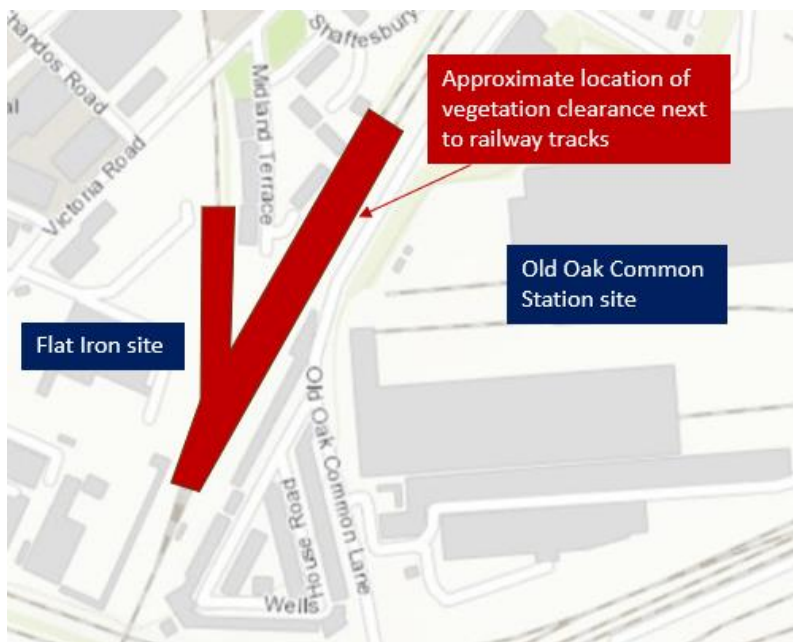 Shaftesbury
Chandos Road
al
Victoria Road
Midland Terrace
Approximate location of
vegetation clearance next
to railway tracks
Old Oak Common
Station site
Flat Iron site
Old Oak Common Lane
House Road
Wells